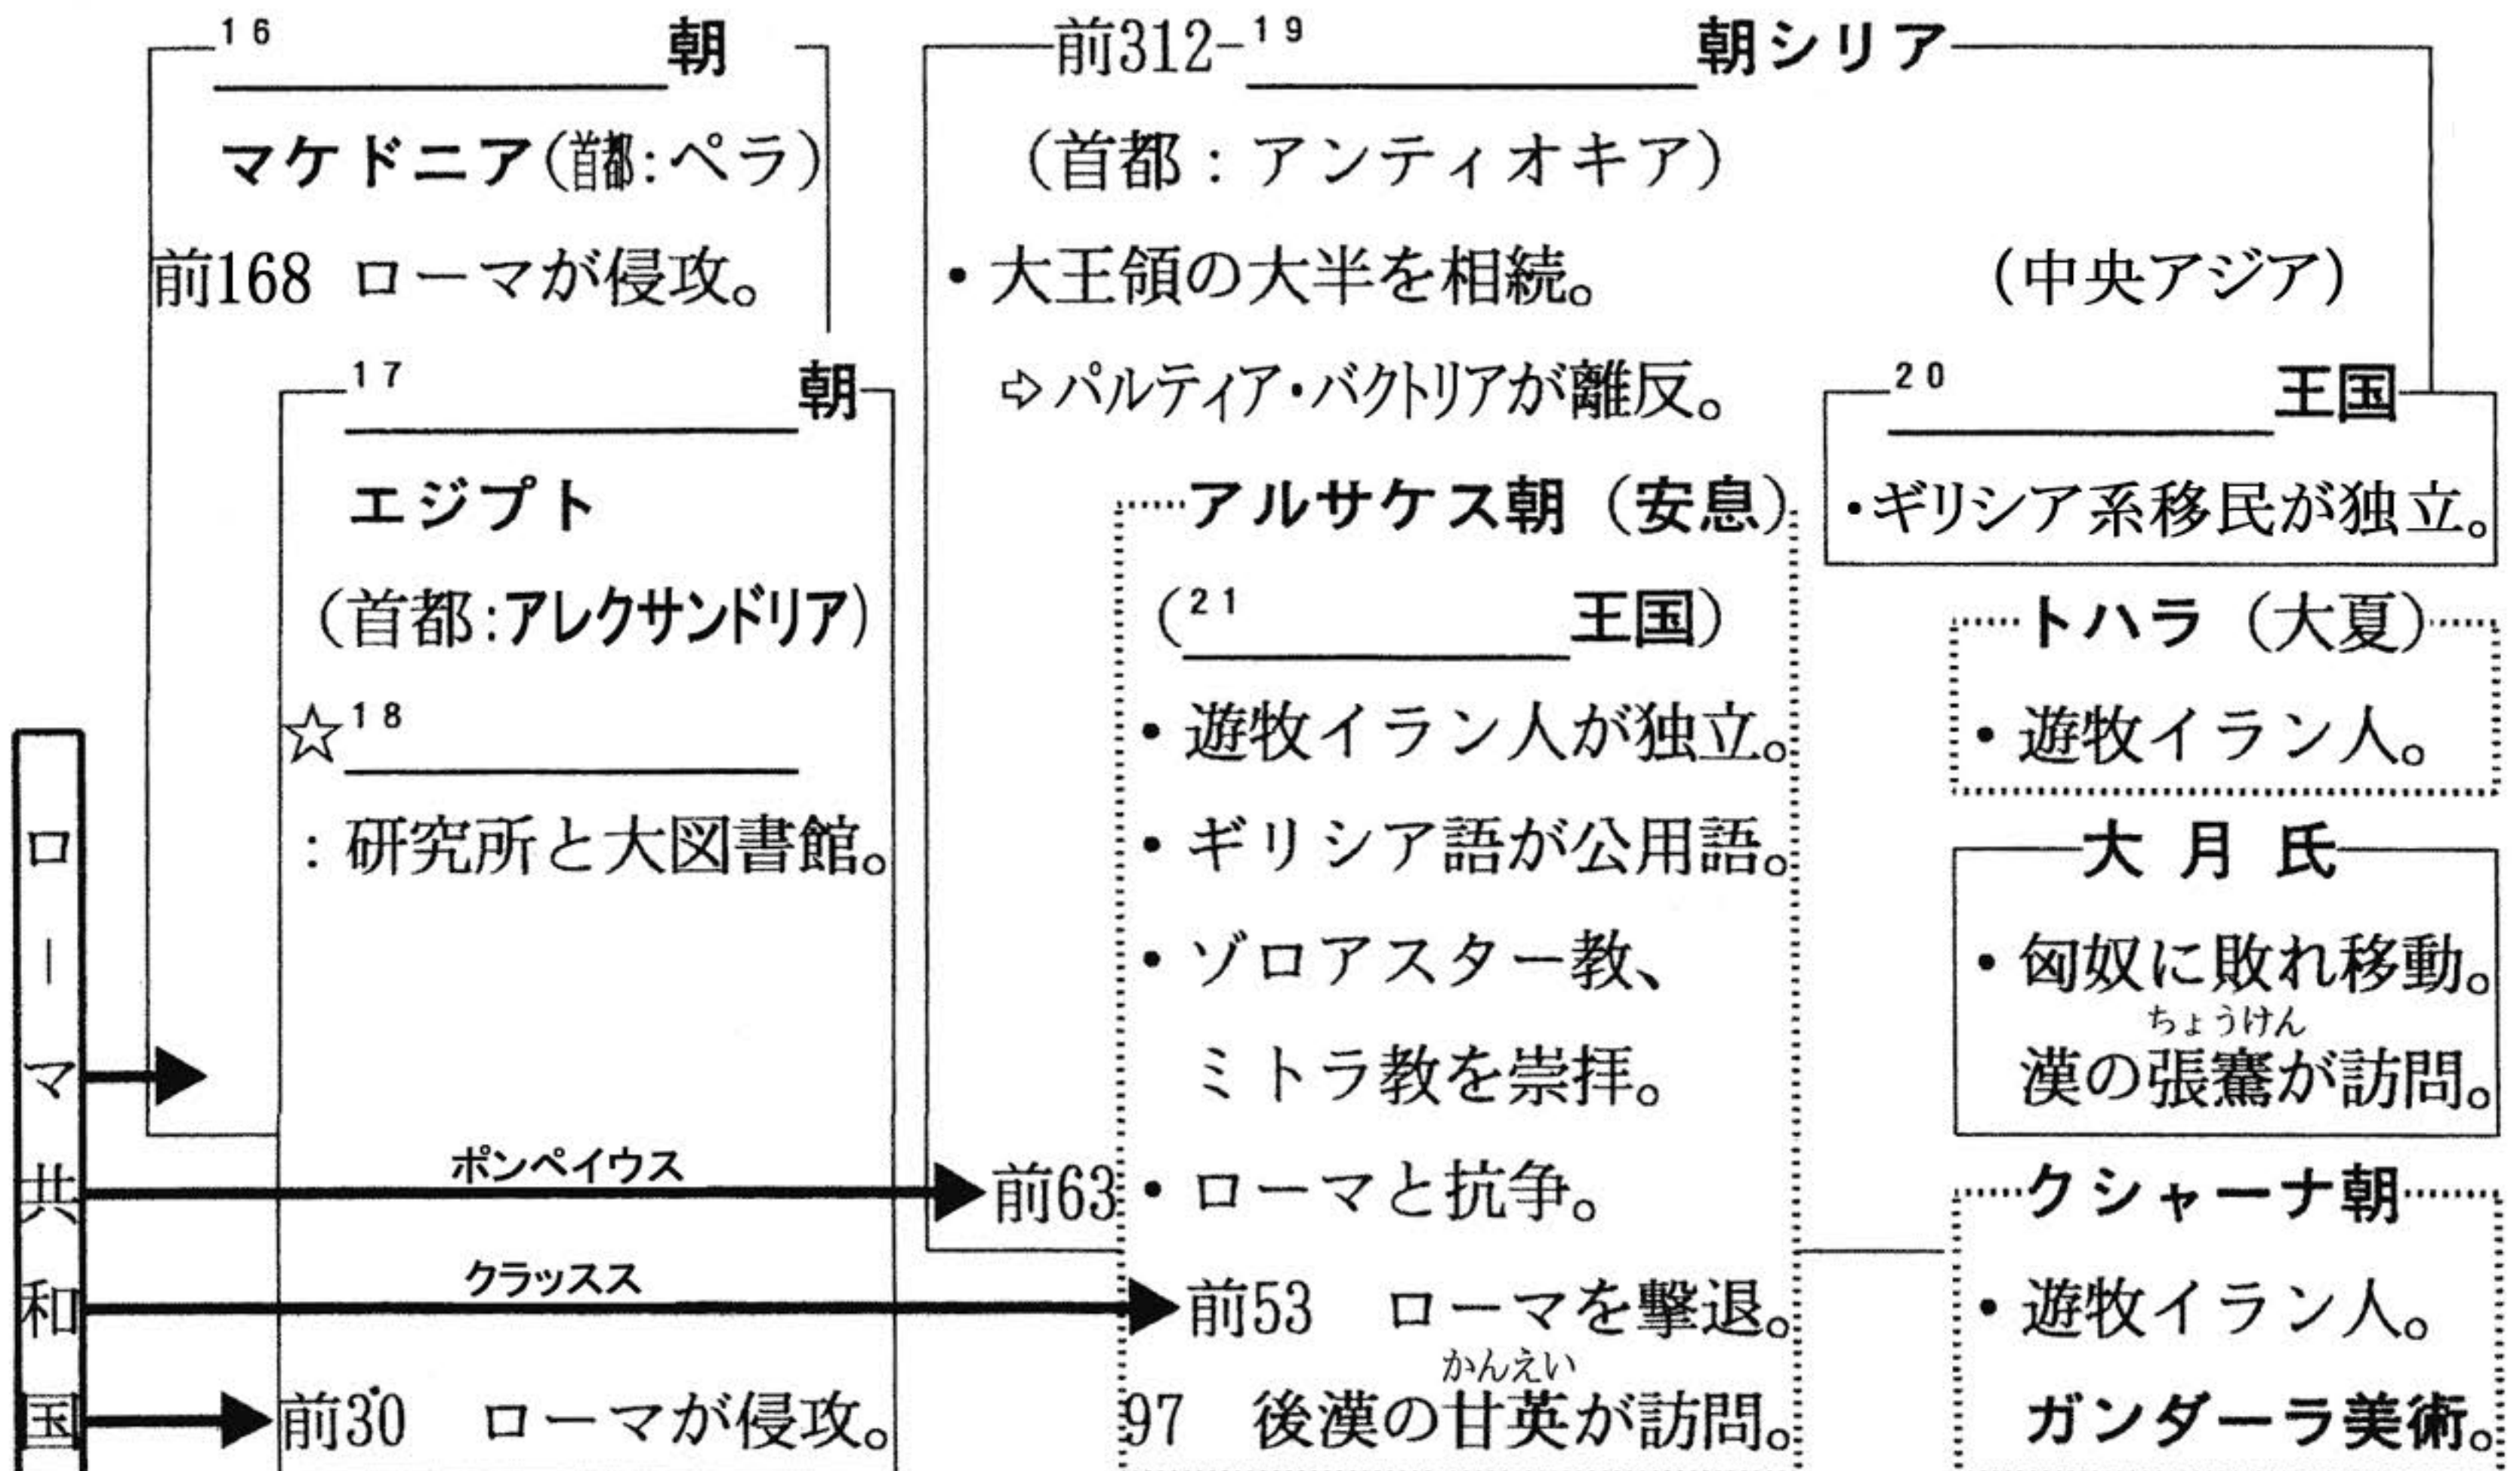 16 朝
マケドニア(首都:ペラ)
前168 ローマが侵攻。
17 朝
エジプト
(首都:アレクサンドリア)
☆18
:研究所と大図書館。
前312-19 朝シリア
(首都:アンティオキア)
・大王領の大半を相続。
⇨パルティア・バクトリアが離反。
アルサケス朝(安息)
(21 王国)
・遊牧イラン人が独立。
・ギリシア語が公用語。
・ゾロアスター教、
ミトラ教を崇拝。
・ローマと抗争。
前53 ローマを撃退。
かんえい
97 後漢の甘英が訪問。
(中央アジア)
20 王国
・ギリシア系移民が独立。
トハラ(大夏)
・遊牧イラン人。
大月氏
・匈奴に敗れ移動。
ちょうけん
漢の張騫が訪問。
クシャーナ朝
・遊牧イラン人。
ガンダーラ美術。
ローマ共和国
ポンペイウス
前63
クラッスス
前30 ローマが侵攻。